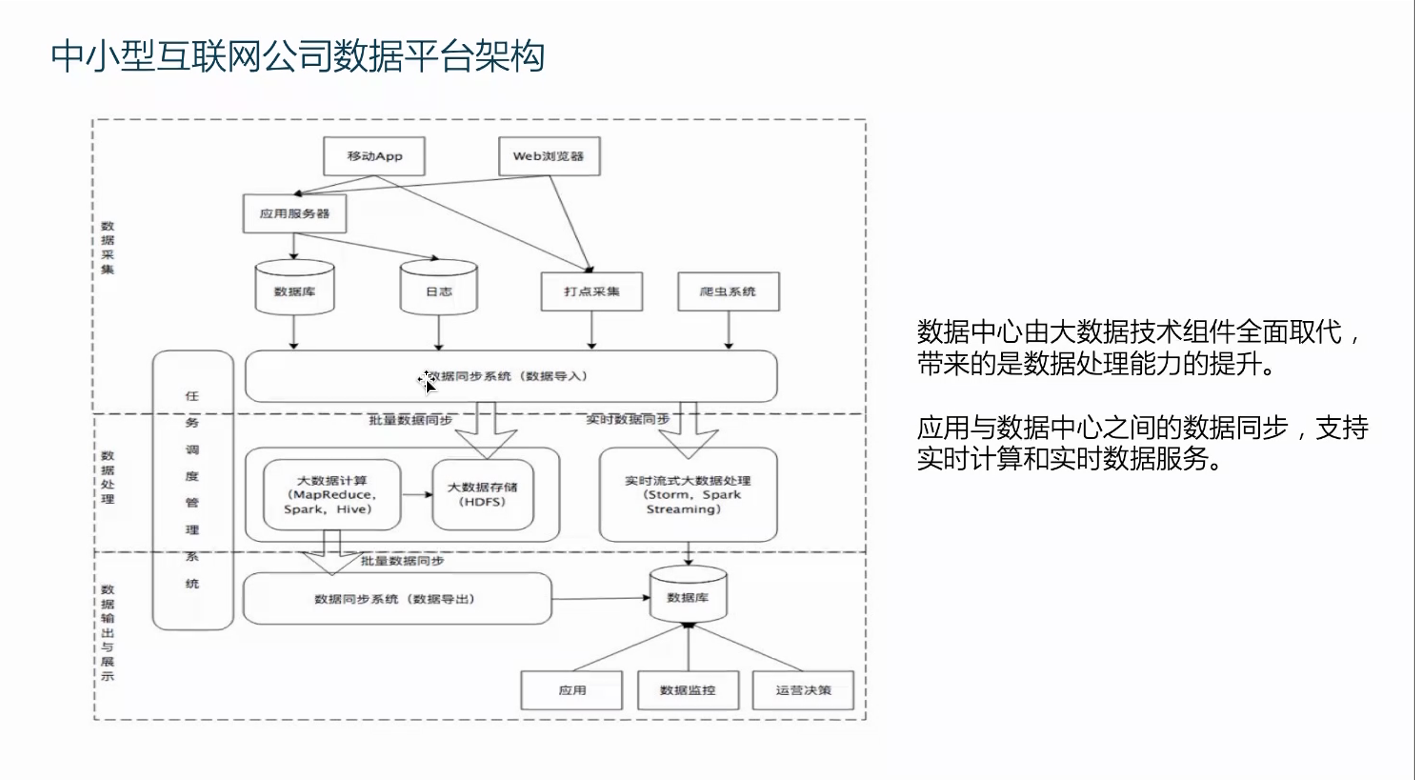 中小型互联网公司数据平台架构
移动App
Web浏览器
应用服务器
数据采集
数据库
日志
打点采集
爬虫系统
数据同步系统（数据导入）
任务调度管理系统
批量数据同步
实时数据同步
数据处理
大数据计算
（MapReduce，
Spark，Hive）
大数据存储
（HDFS）
实时流式大数据处理
（Storm，Spark
Streaming）
批量数据同步
数据输出与展示
数据同步系统（数据导出）
数据库
应用
数据监控
运营决策
数据中心由大数据技术组件全面取代，
带来的是数据处理能力的提升。
应用与数据中心之间的数据同步，支持
实时计算和实时数据服务。